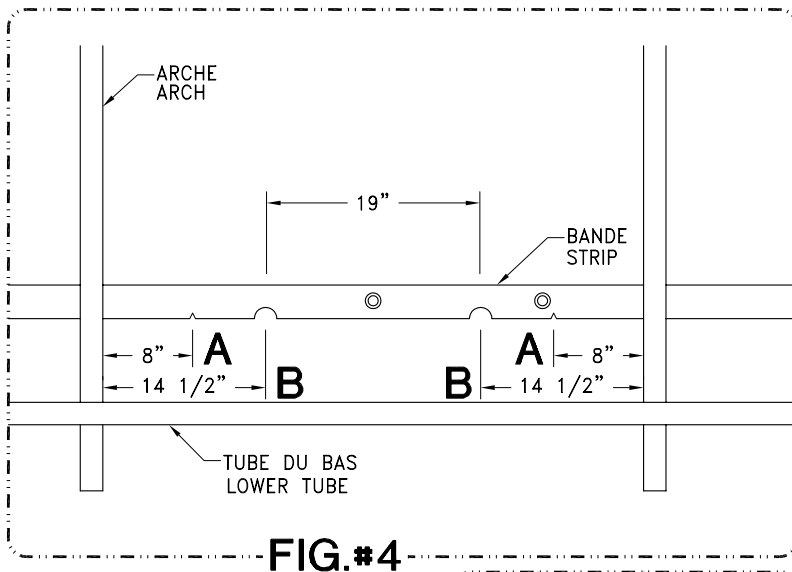 ARCHE
ARCH
19”
BANDE
STRIP
8” A A 8”
14 1/2” B B 14 1/2”
TUBE DU BAS
LOWER TUBE
FIG.#4